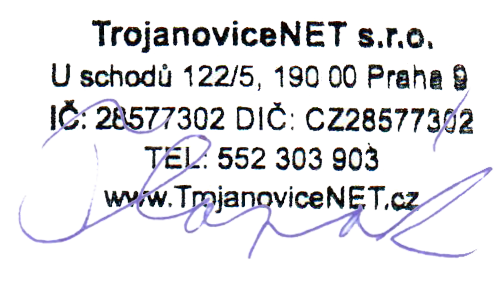 TrojanoviceNET s.r.o.
U schodů 122/5, 190 00 Praha 9
IČ: 28577302 DIČ: CZ28577302
TEL: 552 303 903
www.TrojanoviceNET.cz